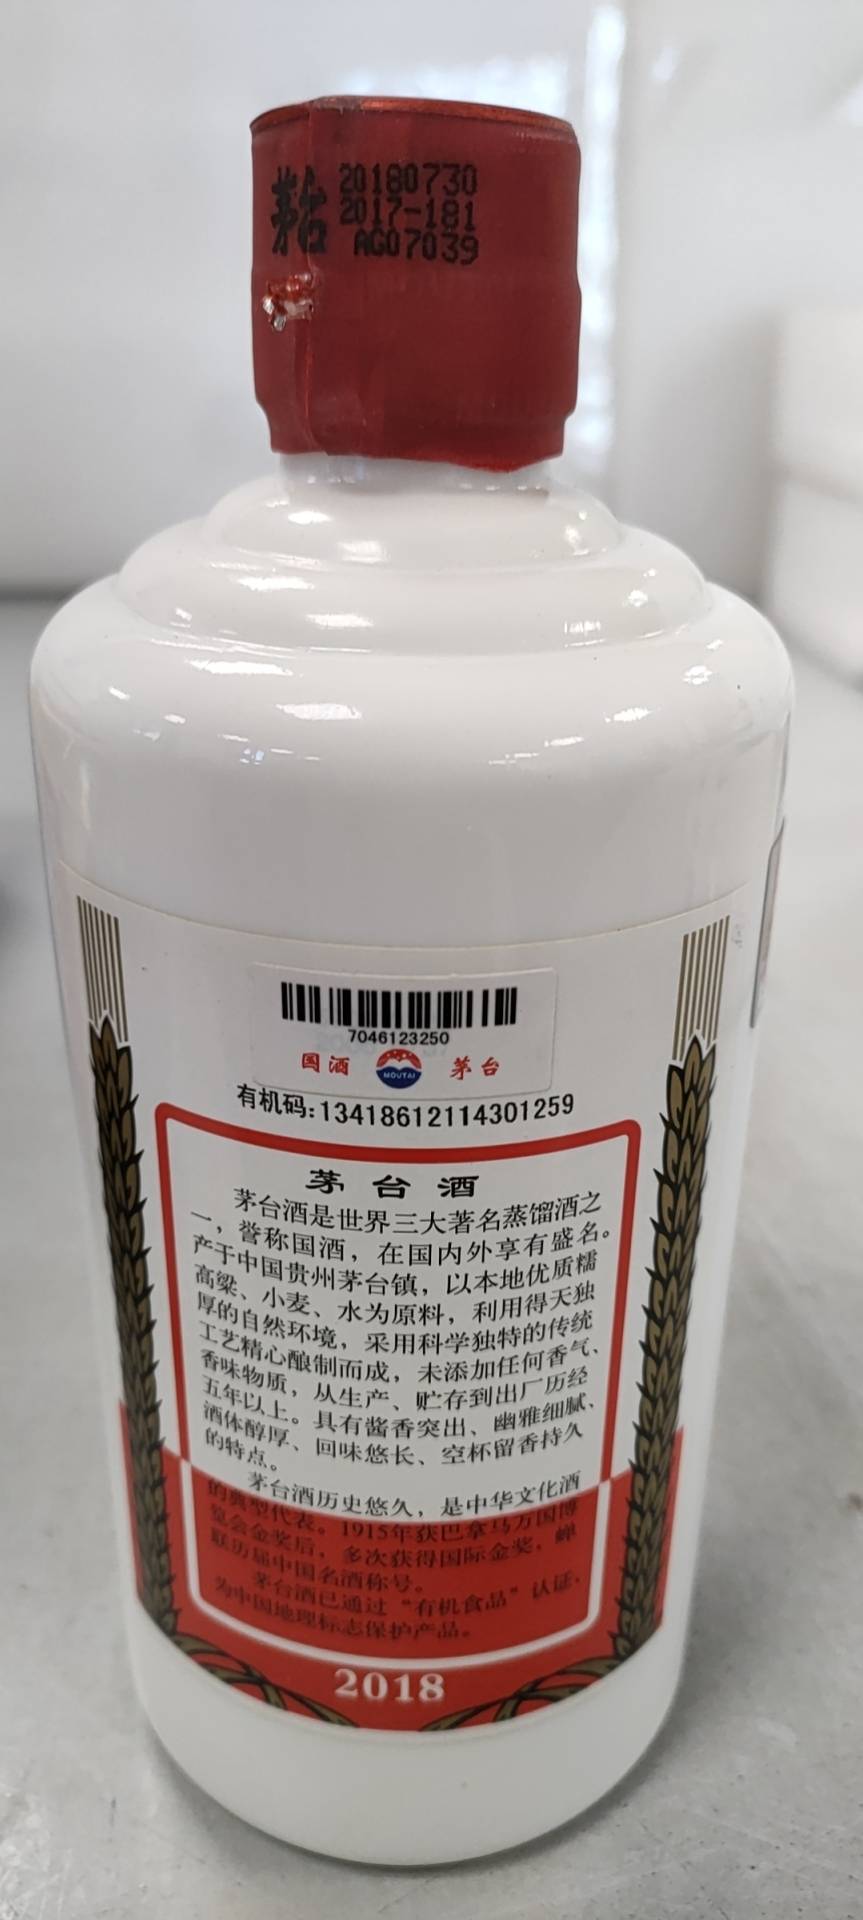 茅台
20180730
2017-181
AG07039
7046123250
国酒
MOUTAI
茅台
有机码:13418612114301259
茅台酒
茅台酒是世界三大著名蒸馏酒之
一，誉称国酒，在国内外享有盛名。
产于中国贵州茅台镇，以本地优质糯
高粱、小麦、水为原料，利用得天独
厚的自然环境，采用科学独特的传统
工艺精心酿制而成，未添加任何香气、
香味物质，从生产、贮存到出厂历经
五年以上。具有酱香突出、幽雅细腻、
酒体醇厚、回味悠长、空杯留香持久
的特点。
茅台酒历史悠久，是中华文化酒
的典型代表。1915年获巴拿马万国博
览会金奖后，多次获得国际金奖，蝉
联历届中国名酒称号。
茅台酒已通过“有机食品”认证，
为中国地理标志保护产品。
2018